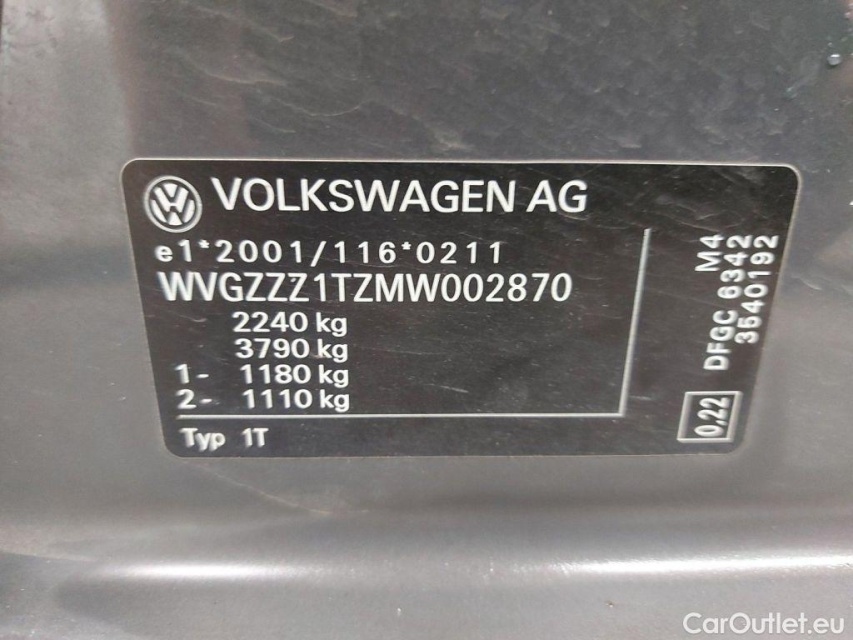 VOLKSWAGEN AG
e1*2001/116*0211
WVGZZZ1TZMW002870
2240 kg
3790 kg
1- 1180 kg
2- 1110 kg
Typ 1T
M4
DFGC 6342
3540192
0,22
CarOutlet.eu